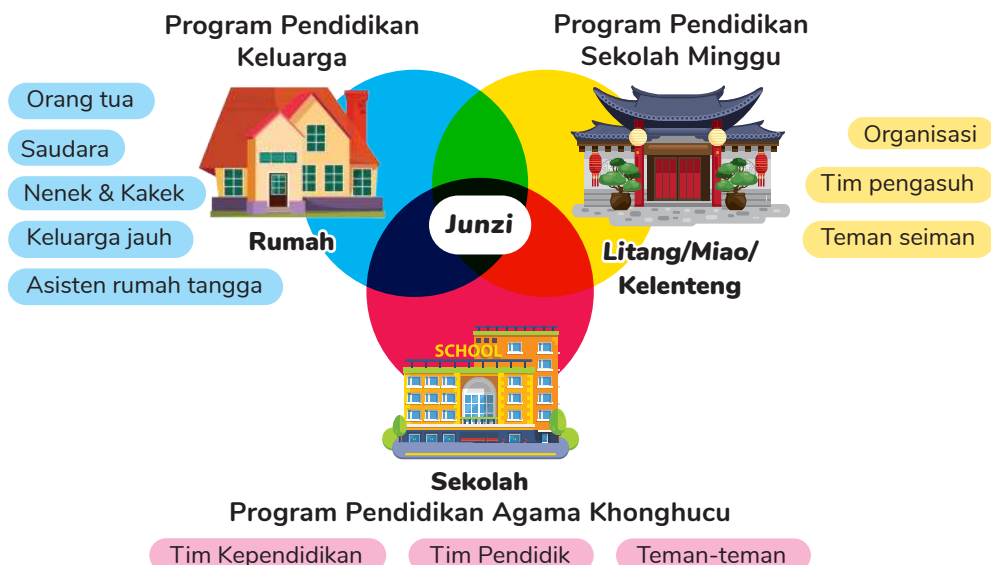 Program Pendidikan
Keluarga
Program Pendidikan
Sekolah Minggu
Orang tua
Saudara
Nenek & Kakek
Keluarga jauh
Asisten rumah tangga
Rumah
Junzi
Organisasi
Tim pengasuh
Teman seiman
Litang/Miao/
Kelenteng
SCHOOL
Sekolah
Program Pendidikan Agama Khonghucu
Tim Kependidikan
Tim Pendidik
Teman-teman